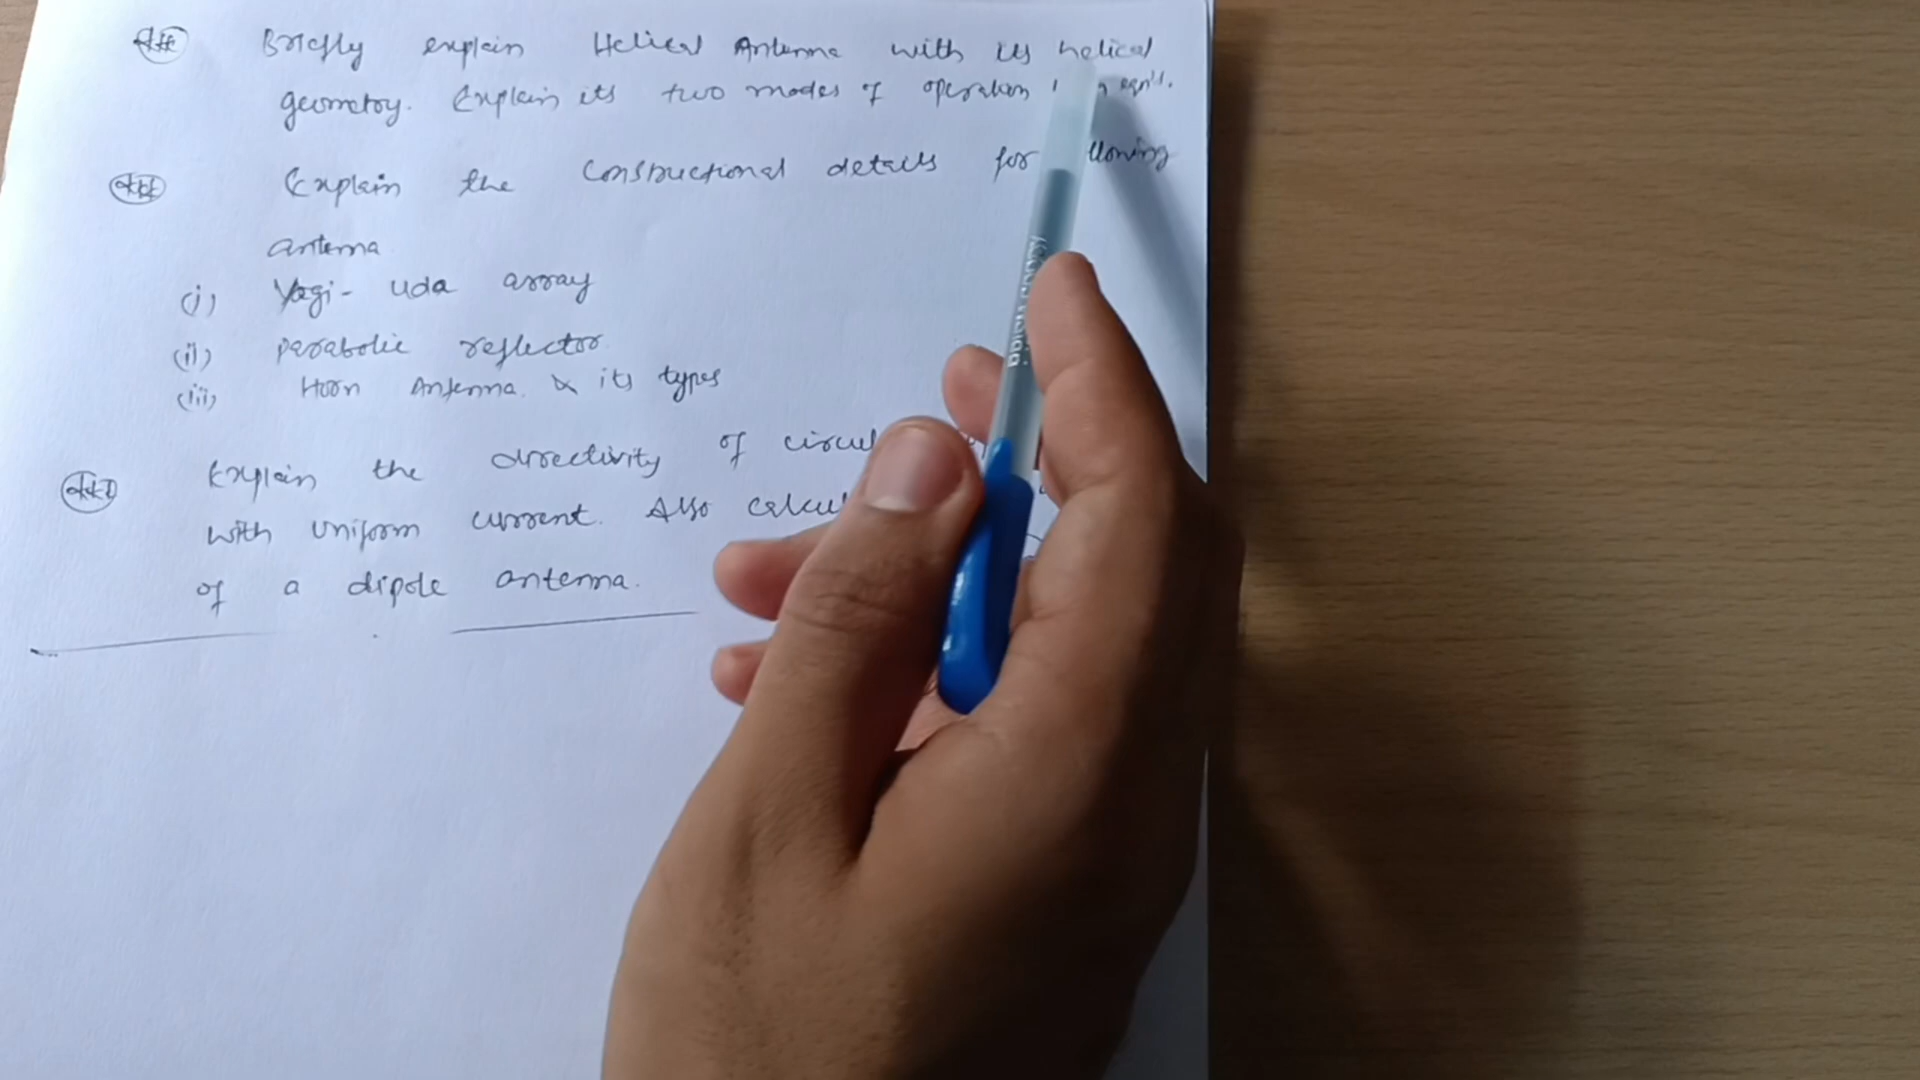 Briefly explain Helical Antenna with its helical
geometry. Explain its two modes of operation eqn's.
Explain the Constructional details for
antenna
(i) Yagi- Uda array
(ii) parabolic reflector
(iii) Horn Antenna & its types
Explain the directivity of
with uniform current. Also
of a dipole antenna.